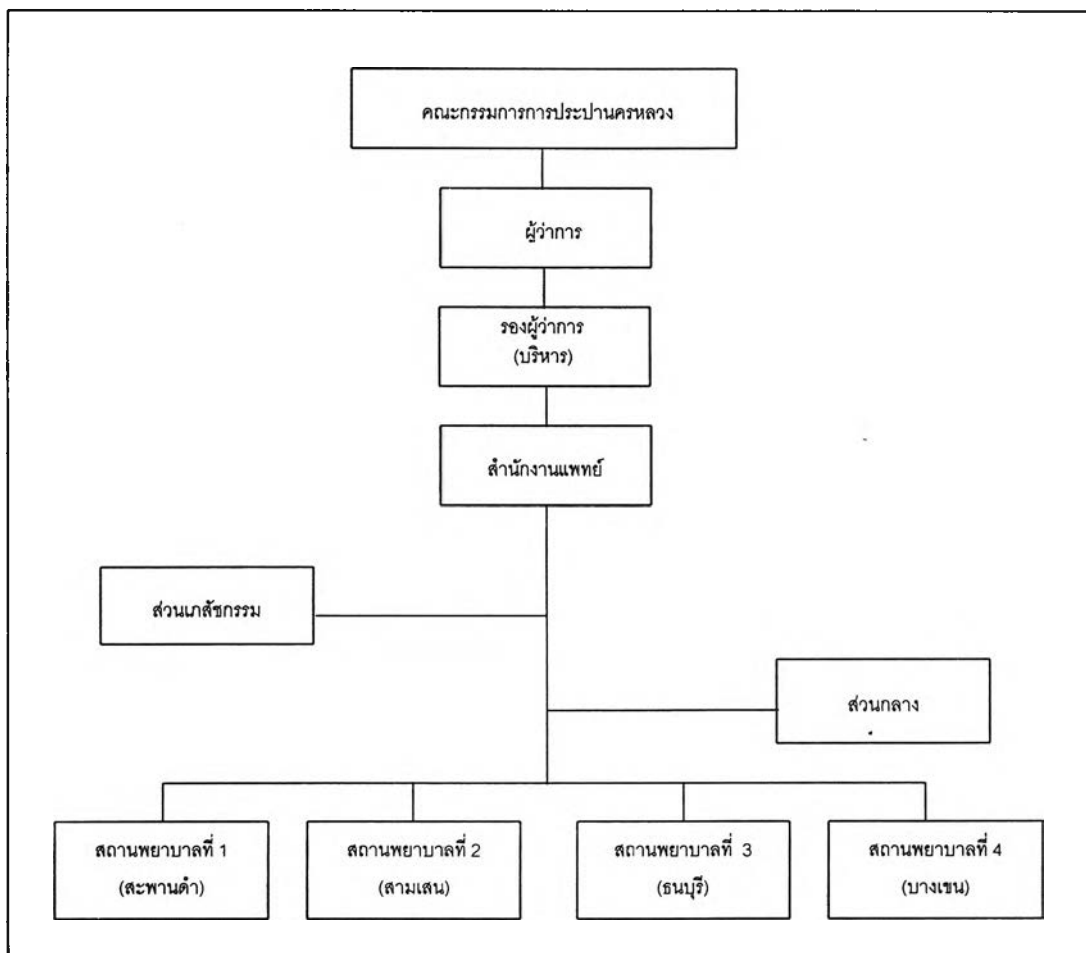 คณะกรรมการการประปานครหลวง
ผู้ว่าการ
รองผู้ว่าการ
(บริหาร)
สำนักงานแพทย์
ส่วนเภสัชกรรม
ส่วนกลาง
สถานพยาบาลที่ 1
(สะพานดำ)
สถานพยาบาลที่ 2
(สามเสน)
สถานพยาบาลที่ 3
(ธนบุรี)
สถานพยาบาลที่ 4
(บางเขน)